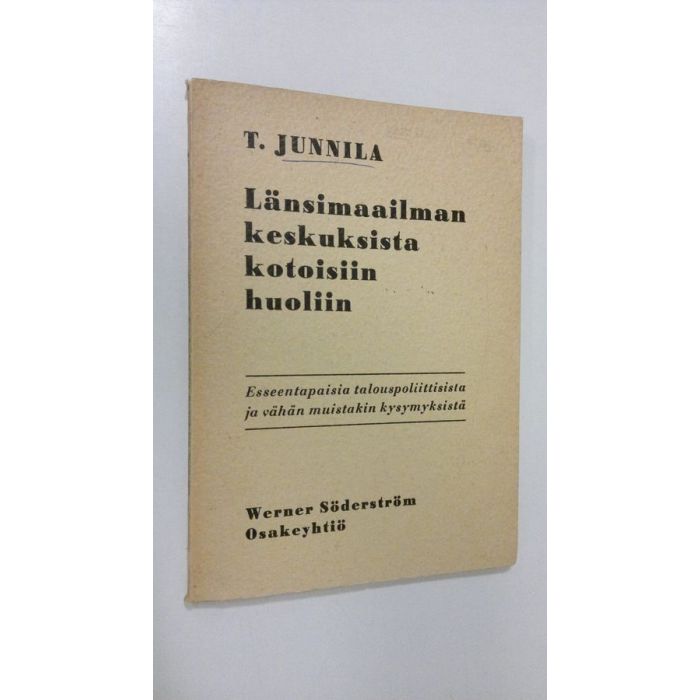 T. JUNNILA
Länsimaailman
keskuksista
kotoisiin
huoliin
Esseentapaisia talouspoliittisista
ja vähän muistakin kysymyksistä
Werner Söderström
Osakeyhtiö